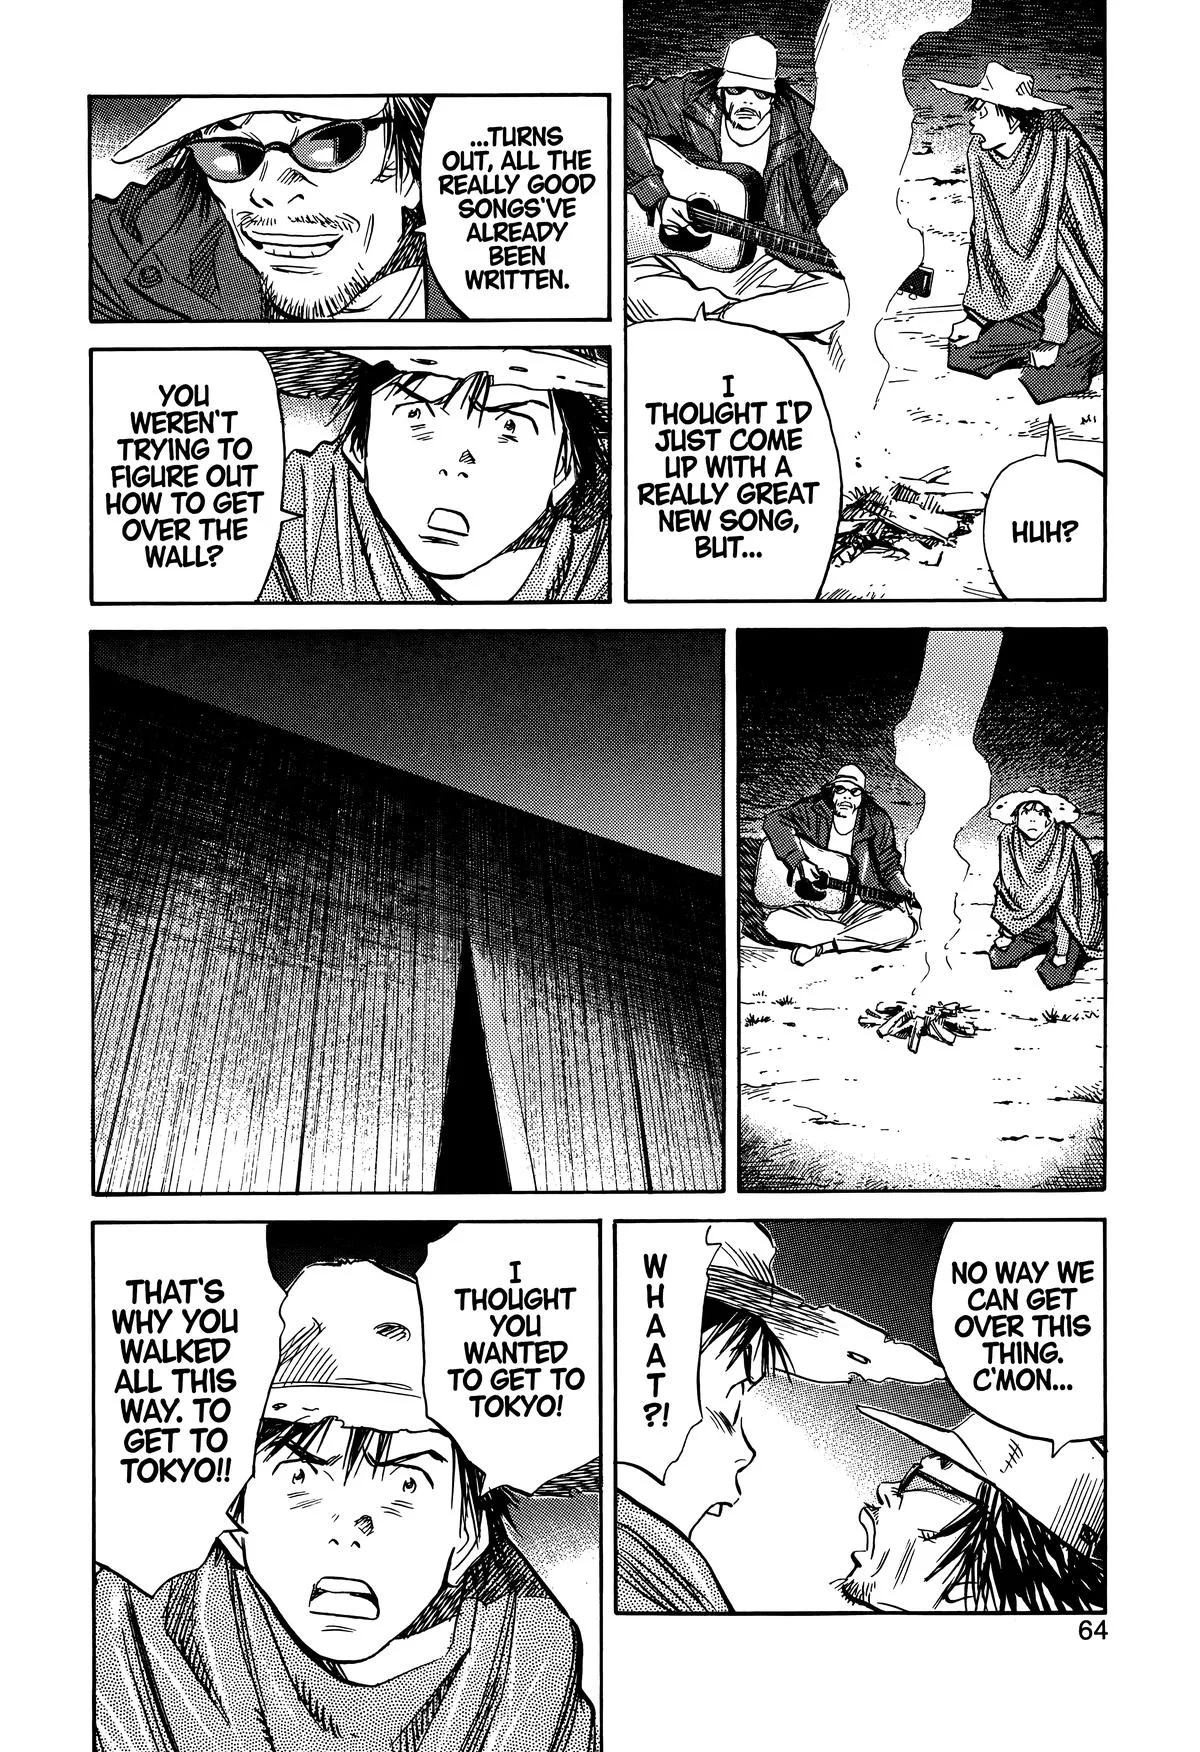 I
THOUGHT I'D
JUST COME
UP WITH A
REALLY GREAT
NEW SONG,
BUT...
HUH?
...TURNS
OUT, ALL THE
REALLY GOOD
SONGS'VE
ALREADY
BEEN
WRITTEN.
YOU
WEREN'T
TRYING TO
FIGURE OUT
HOW TO GET
OVER THE
WALL?
NO WAY WE
CAN GET
OVER THIS
THING.
C'MON...
WHAAT?!
I
THOUGHT
YOU
WANTED
TO GET TO
TOKYO!
THAT'S
WHY YOU
WALKED
ALL THIS
WAY. TO
GET TO
TOKYO!!
64